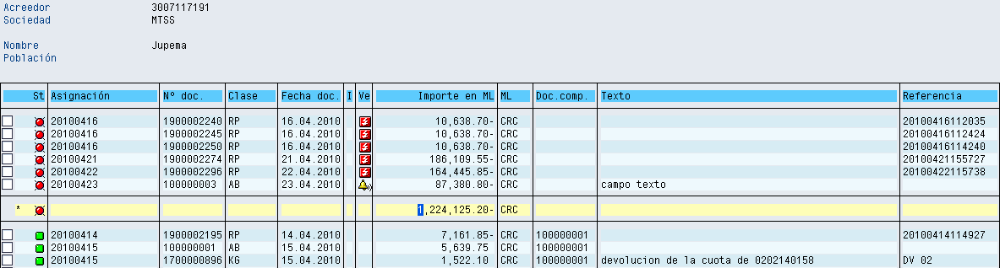 Acreedor 3007117191
Sociedad MTSS
Nombre Jupema
Población
St Asignación Nº doc. Clase Fecha doc. I Ve Importe en ML ML Doc.comp. Texto Referencia
20100416 1900002240 RP 16.04.2010 10,638.70- CRC 20100416112035
20100416 1900002245 RP 16.04.2010 10,638.70- CRC 20100416112424
20100416 1900002250 RP 16.04.2010 10,638.70- CRC 20100416114240
20100421 1900002274 RP 21.04.2010 186,109.55- CRC 20100421155727
20100422 1900002296 RP 22.04.2010 164,445.85- CRC 20100422115738
20100423 100000003 AB 23.04.2010 87,380.80- CRC campo texto
* 1,224,125.20- CRC
20100414 1900002195 RP 14.04.2010 7,161.85- CRC 100000001 20100414114927
20100415 100000001 AB 15.04.2010 5,639.75 CRC 100000001
20100415 1700000896 KG 15.04.2010 1,522.10 CRC 100000001 devolucion de la cuota de 0202140158 DV 02